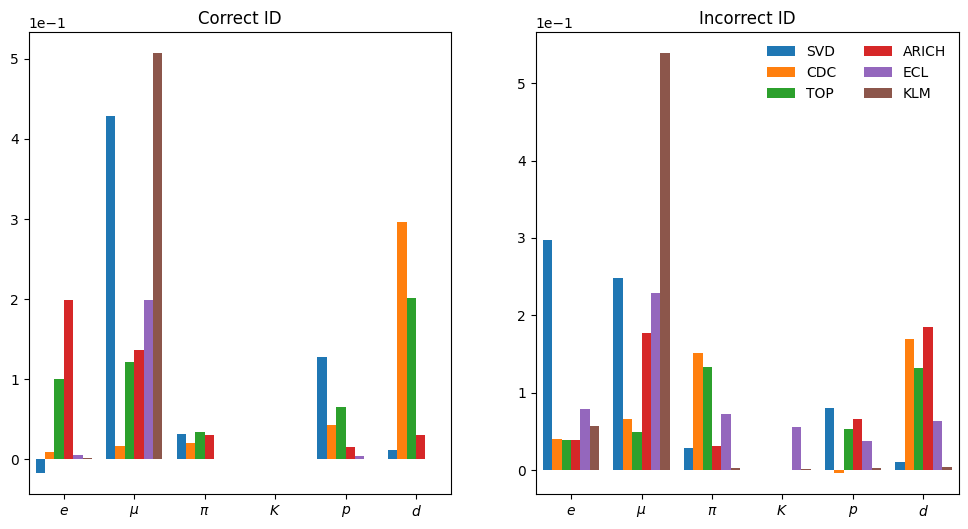 Correct ID
1e−1
5
4
3
2
1
0
e μ π K p d
Incorrect ID
1e−1
5
4
3
2
1
0
e μ π K p d
SVD ARICH
CDC ECL
TOP KLM